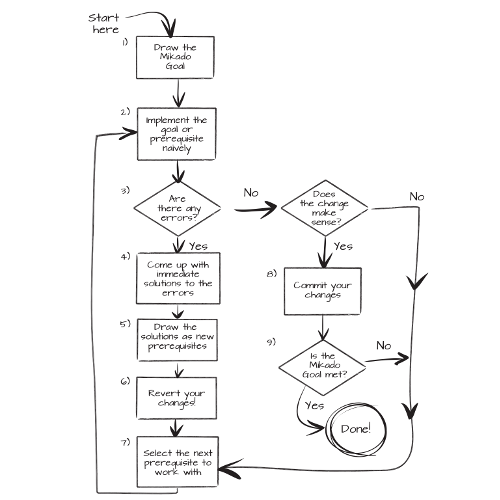 Start
here
1)
Draw the
Mikado
Goal
2)
Implement the
goal or
prerequisite
naively
3)
Are
there any
errors?
No
Does
the change
make
sense?
No
Yes
Yes
4)
Come up with
immediate
solutions to the
errors
8)
Commit your
changes
5)
Draw the
solutions as new
prerequisites
9)
Is the
Mikado
Goal met?
No
6)
Revert your
changes!
Yes
Done!
7)
Select the next
prerequisite to
work with